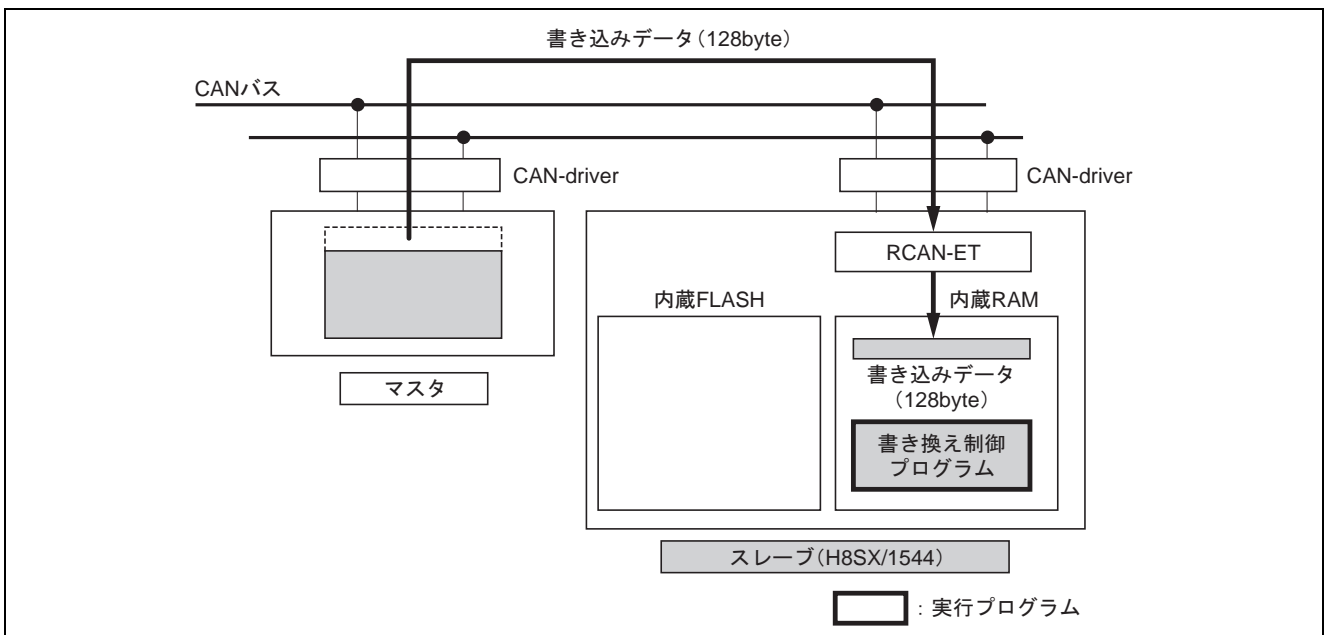 書き込みデータ(128byte)
CANバス
CAN-driver
CAN-driver
RCAN-ET
内蔵FLASH
内蔵RAM
書き込みデータ
(128byte)
マスタ
書き換え制御
プログラム
スレーブ(H8SX/1544)
:実行プログラム